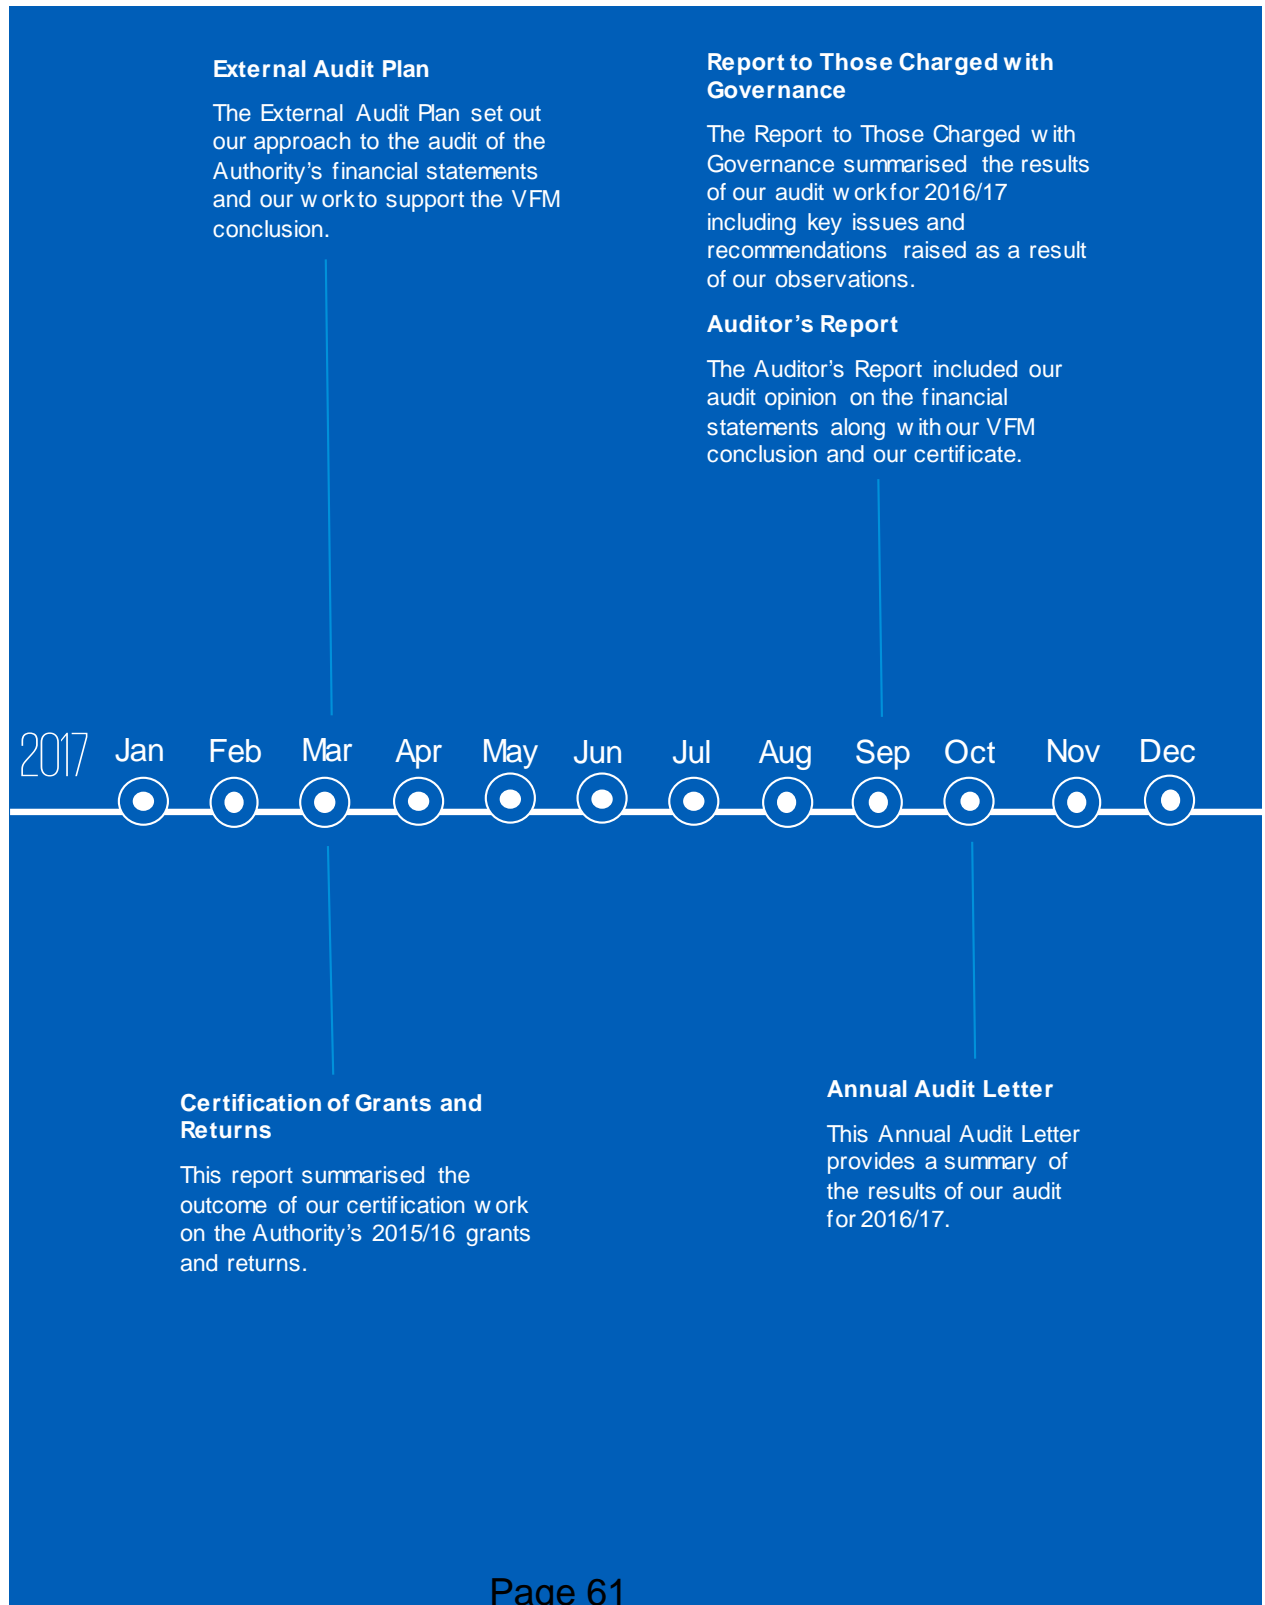 External Audit Plan
The External Audit Plan set out
our approach to the audit of the
Authority's financial statements
and our work to support the VFM
conclusion.
Report to Those Charged with
Governance
The Report to Those Charged with
Governance summarised the results
of our audit work for 2016/17
including key issues and
recommendations raised as a result
of our observations.
Auditor's Report
The Auditor's Report included our
audit opinion on the financial
statements along with our VFM
conclusion and our certificate.
2017 Jan Feb Mar Apr May Jun Jul Aug Sep Oct Nov Dec
Certification of Grants and
Returns
This report summarised the
outcome of our certification work
on the Authority's 2015/16 grants
and returns.
Annual Audit Letter
This Annual Audit Letter
provides a summary of
the results of our audit
for 2016/17.
Page 61